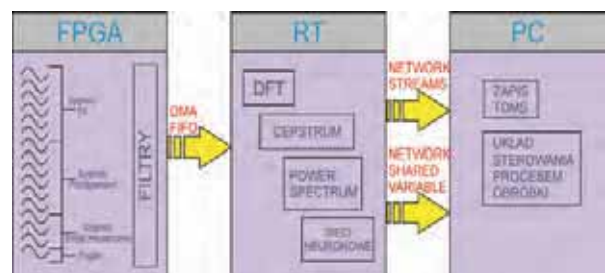 FPGA
FILTRY
DMA
FIFO
RT
DFT
CEPSTRUM
POWER
SPECTRUM
SIECI
NEURONOWE
NETWORK
STREAMS
NETWORK
SHARED
VARIABLE
PC
ZAPIS
TDMS
UKŁAD
STEROWANIA
PROCESEM
OBRÓBKI